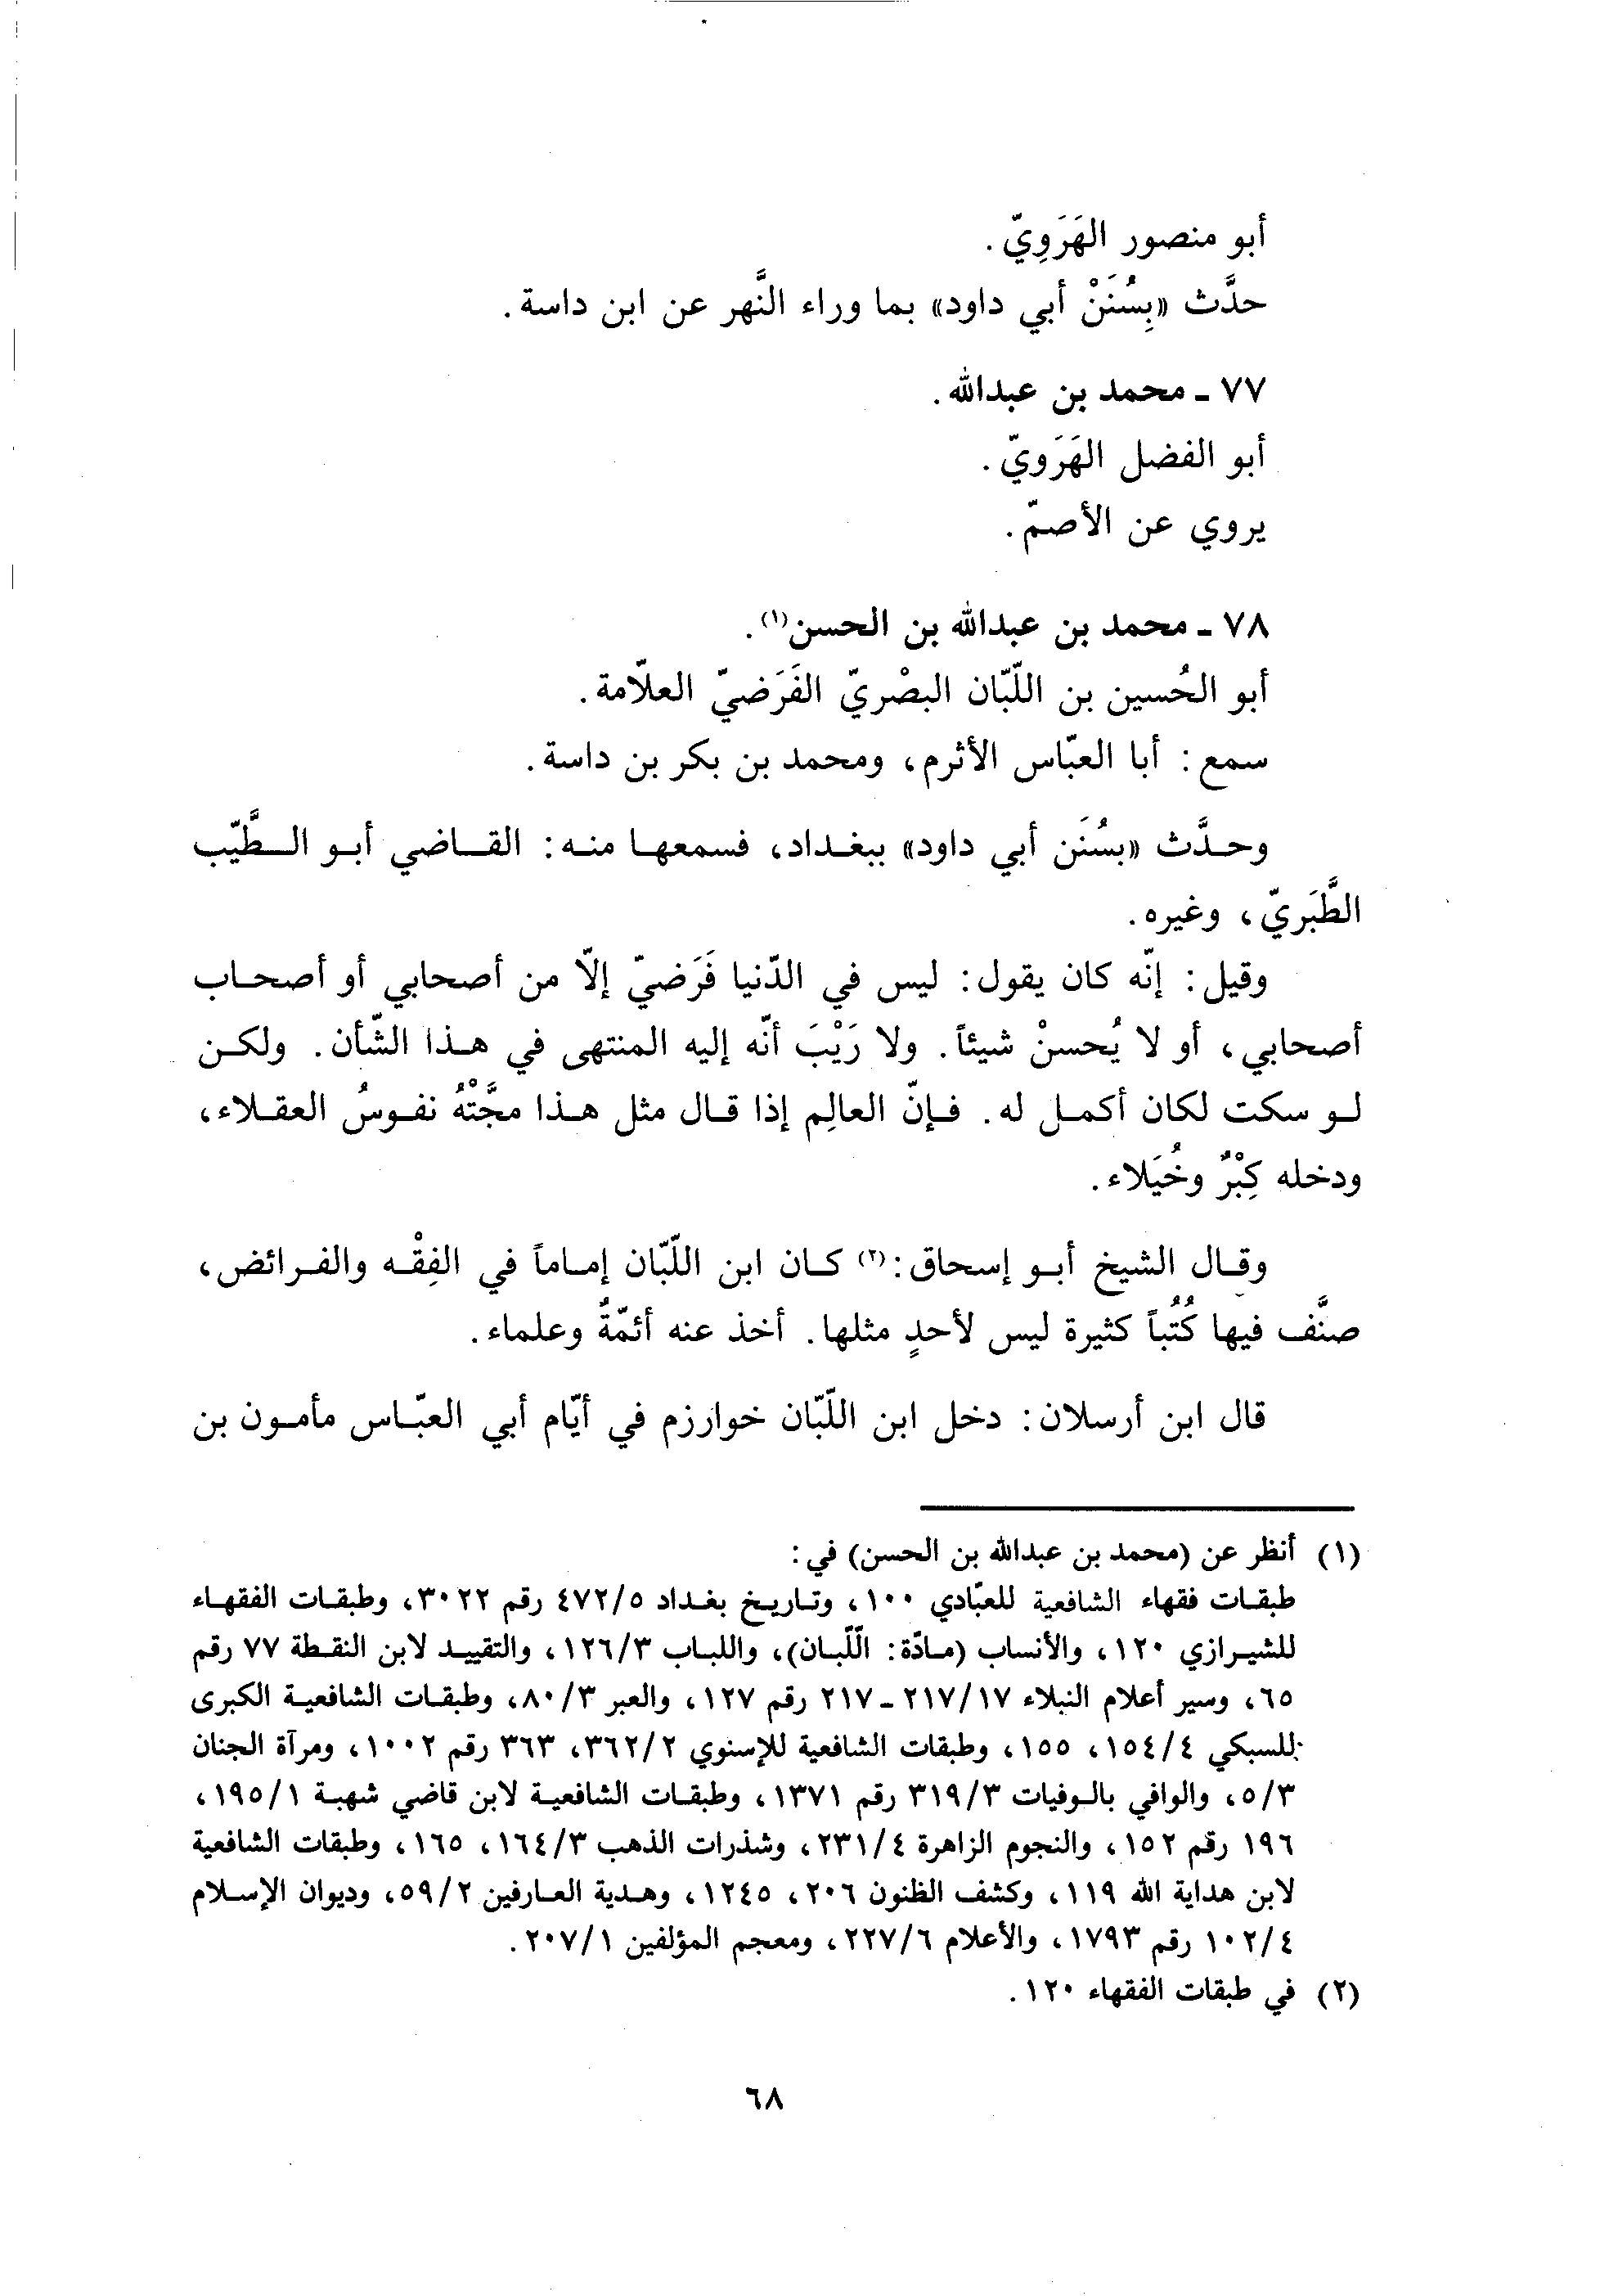 أبو منصور الهَرَوِيّ.
حدَّث «بِسُنَنْ أبي داود» بما وراء النَّهر عن ابن داسة.
٧٧ ـ محمد بن عبدالله.
أبو الفضل الهَرَويّ.
يروي عن الأصمّ.
٧٨ ـ محمد بن عبدالله بن الحسن(١).
أبو الحُسين بن اللّبّان البصْريّ الفَرَضيّ العلاّمة.
سمع: أبا العبّاس الأثرم، ومحمد بن بكر بن داسة.
وحدَّث «بسُنَن أبي داود» ببغداد، فسمعها منه: القاضي أبو الطَّيّب
الطَّبَريّ، وغيره.
وقيل: إنّه كان يقول: ليس في الدّنيا فَرَضيّ إلاّ من أصحابي أو أصحاب
أصحابي، أو لا يُحسنْ شيئاً. ولا رَيْبَ أنّه إليه المنتهى في هذا الشّأن. ولكن
لو سكت لكان أكمل له. فإنّ العالِم إذا قال مثل هذا مجَّتْهُ نفوسُ العقلاء،
ودخله كِبْرٌ وخُيَلاء.
وقال الشيخ أبو إسحاق:(٢) كان ابن اللّبّان إماماً في الفِقْه والفرائض،
صنَّف فيها كُتُباً كثيرة ليس لأحدٍ مثلها. أخذ عنه أئمّةٌ وعلماء.
قال ابن أرسلان: دخل ابن اللّبّان خوارزم في أيّام أبي العبّاس مأمون بن
(١) أنظر عن (محمد بن عبدالله بن الحسن) في:
طبقات فقهاء الشافعية للعبّادي ١٠٠، وتاريخ بغداد ٤٧٢/٥ رقم ٣٠٢٢، وطبقات الفقهاء
للشيرازي ١٢٠، والأنساب (مادّة: اللّبّان)، واللباب ١٢٦/٣، والتقييد لابن النقطة ٧٧ رقم
٦٥، وسير أعلام النبلاء ٢١٧/١٧ ـ ٢١٧ رقم ١٢٧، والعبر ٨٠/٣، وطبقات الشافعية الكبرى
للسبكي ١٥٤/٤، ١٥٥، وطبقات الشافعية للإسنوي ٣٦٢/٢، ٣٦٣ رقم ١٠٠٢، ومرآة الجنان
٥/٣، والوافي بالوفيات ٣١٩/٣ رقم ١٣٧١، وطبقات الشافعية لابن قاضي شهبة ١٩٥/١،
١٩٦ رقم ١٥٢، والنجوم الزاهرة ٢٣١/٤، وشذرات الذهب ١٦٤/٣، ١٦٥، وطبقات الشافعية
لابن هداية الله ١١٩، وكشف الظنون ٢٠٦، ١٢٤٥، وهدية العارفين ٥٩/٢، وديوان الإسلام
١٠٢/٤ رقم ١٧٩٣، والأعلام ٢٢٧/٦، ومعجم المؤلفين ٢٠٧/١.
(٢) في طبقات الفقهاء ١٢٠.
٦٨